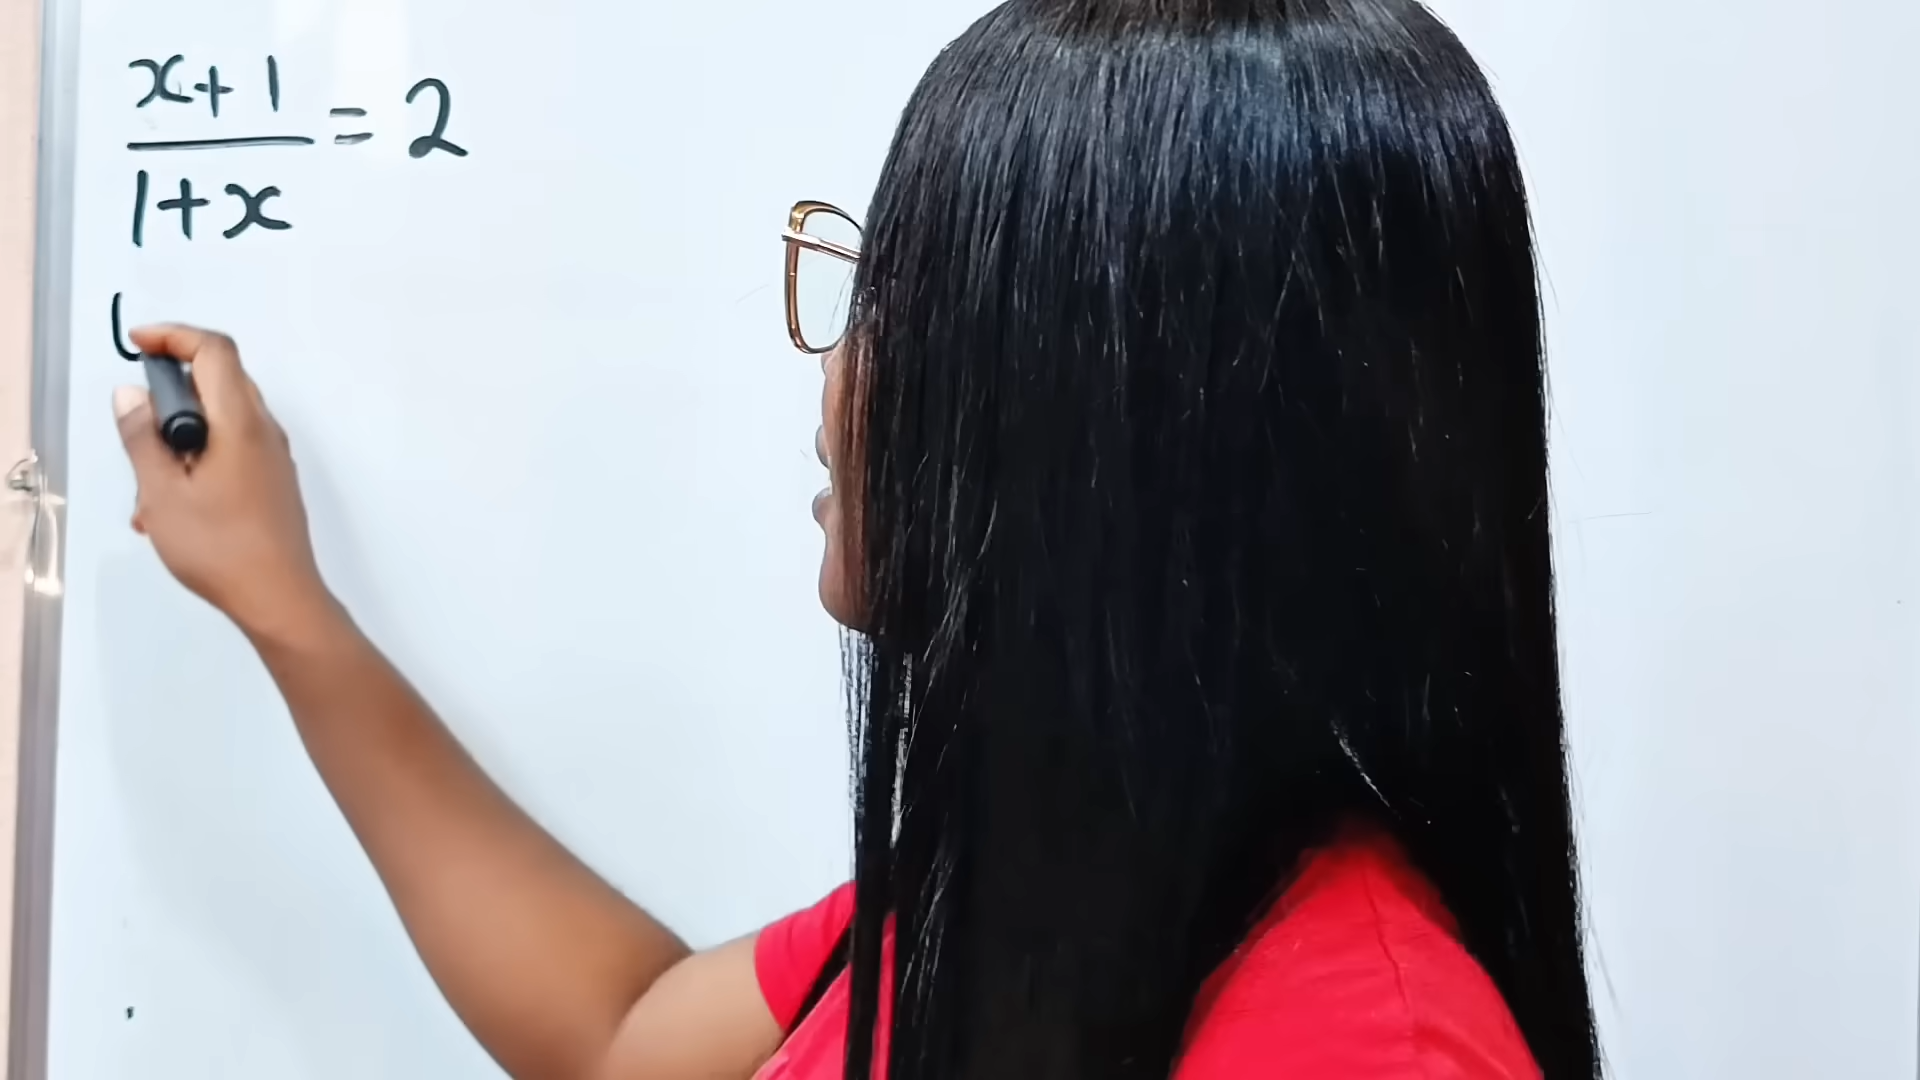 x+1
— = 2
1+x